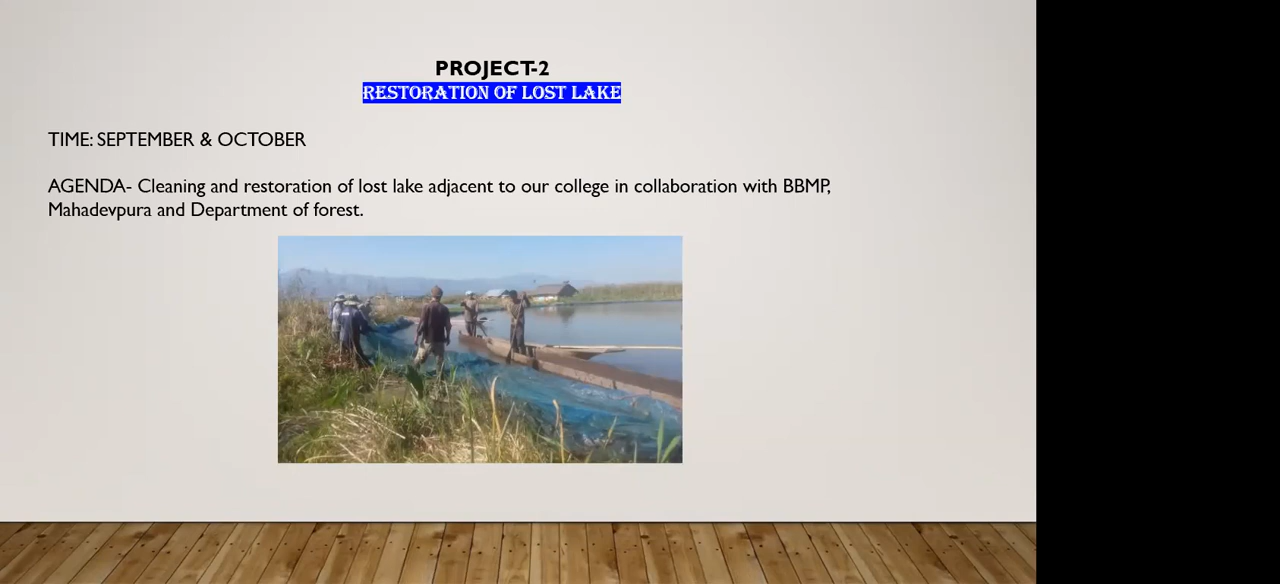 PROJECT-2
RESTORATION OF LOST LAKE
TIME: SEPTEMBER & OCTOBER
AGENDA- Cleaning and restoration of lost lake adjacent to our college in collaboration with BBMP,
Mahadevpura and Department of forest.